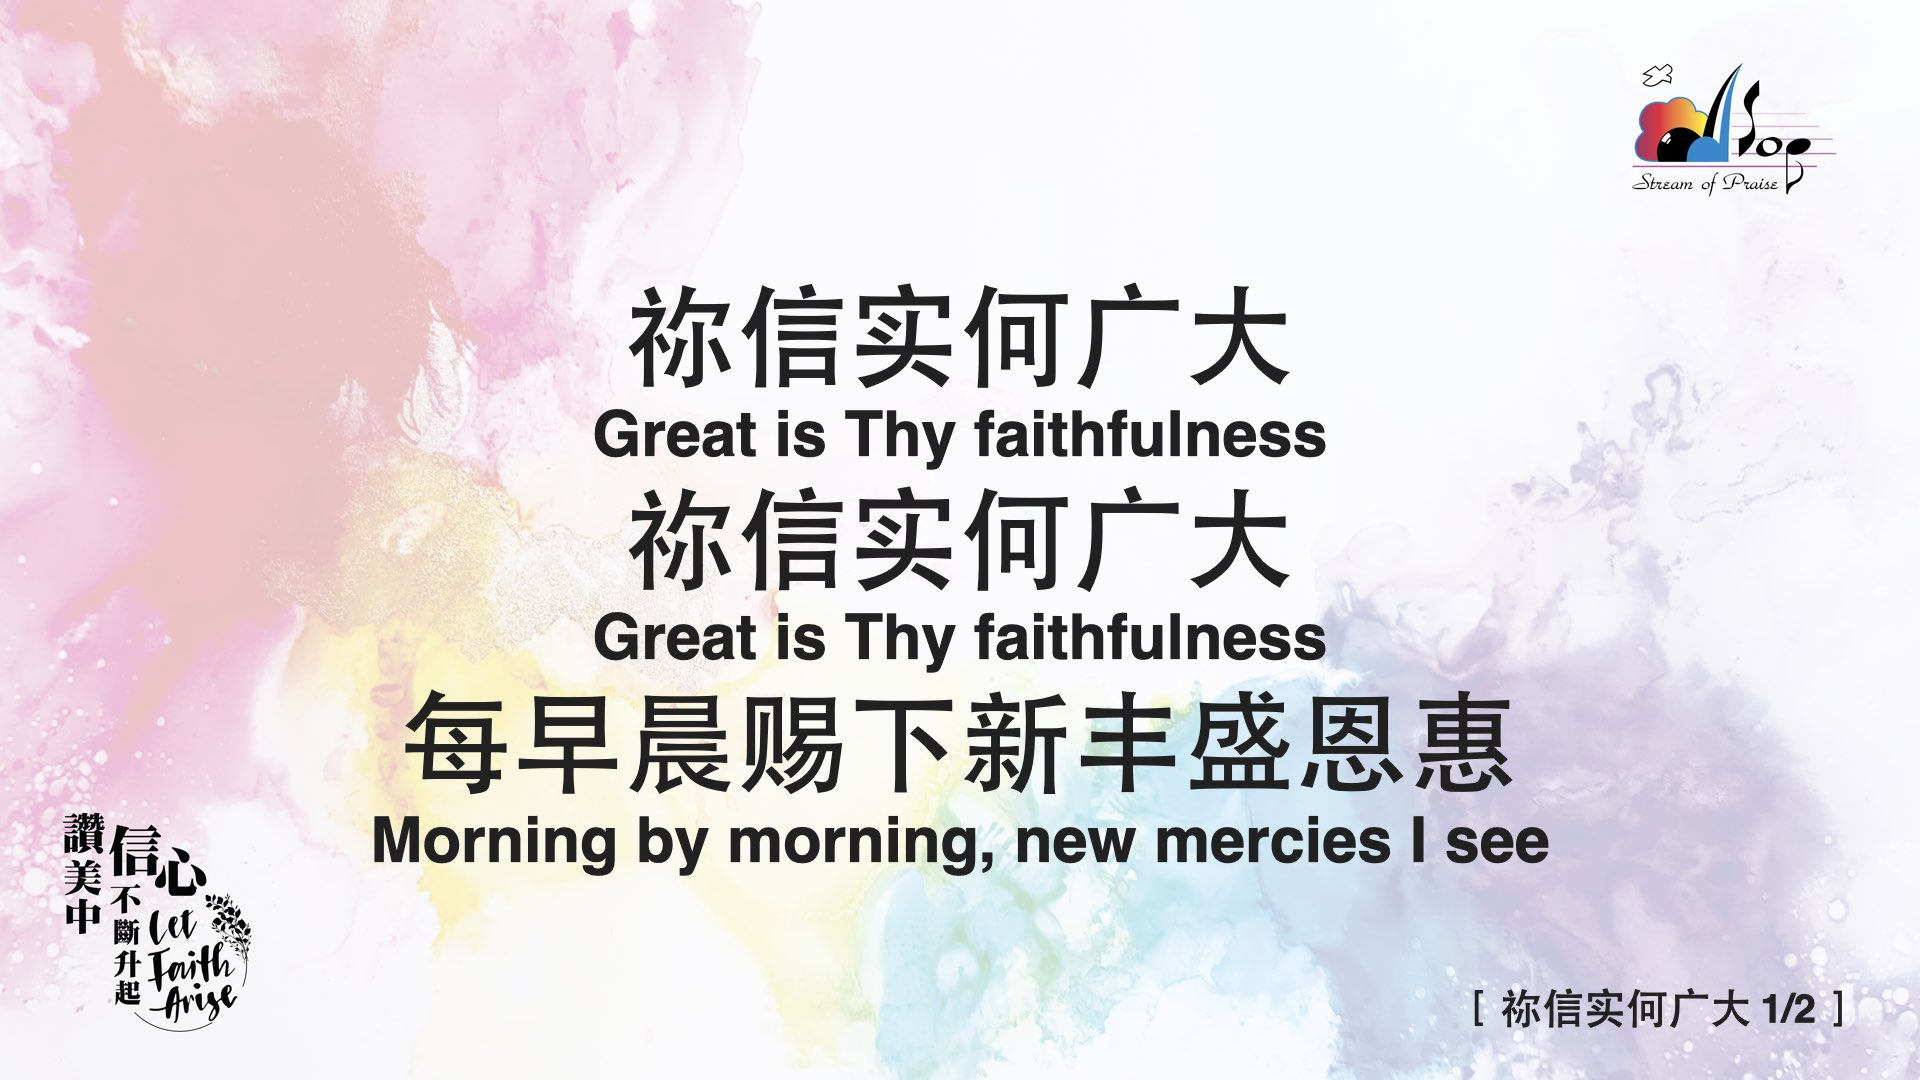 Sop
Stream of Praise
祢信实何广大
Great is Thy faithfulness
祢信实何广大
Great is Thy faithfulness
每早晨赐下新丰盛恩惠
Morning by morning, new mercies I see
讚美中
信心
不斷升起
Let
Faith
Arise
[ 祢信实何广大 1/2 ]